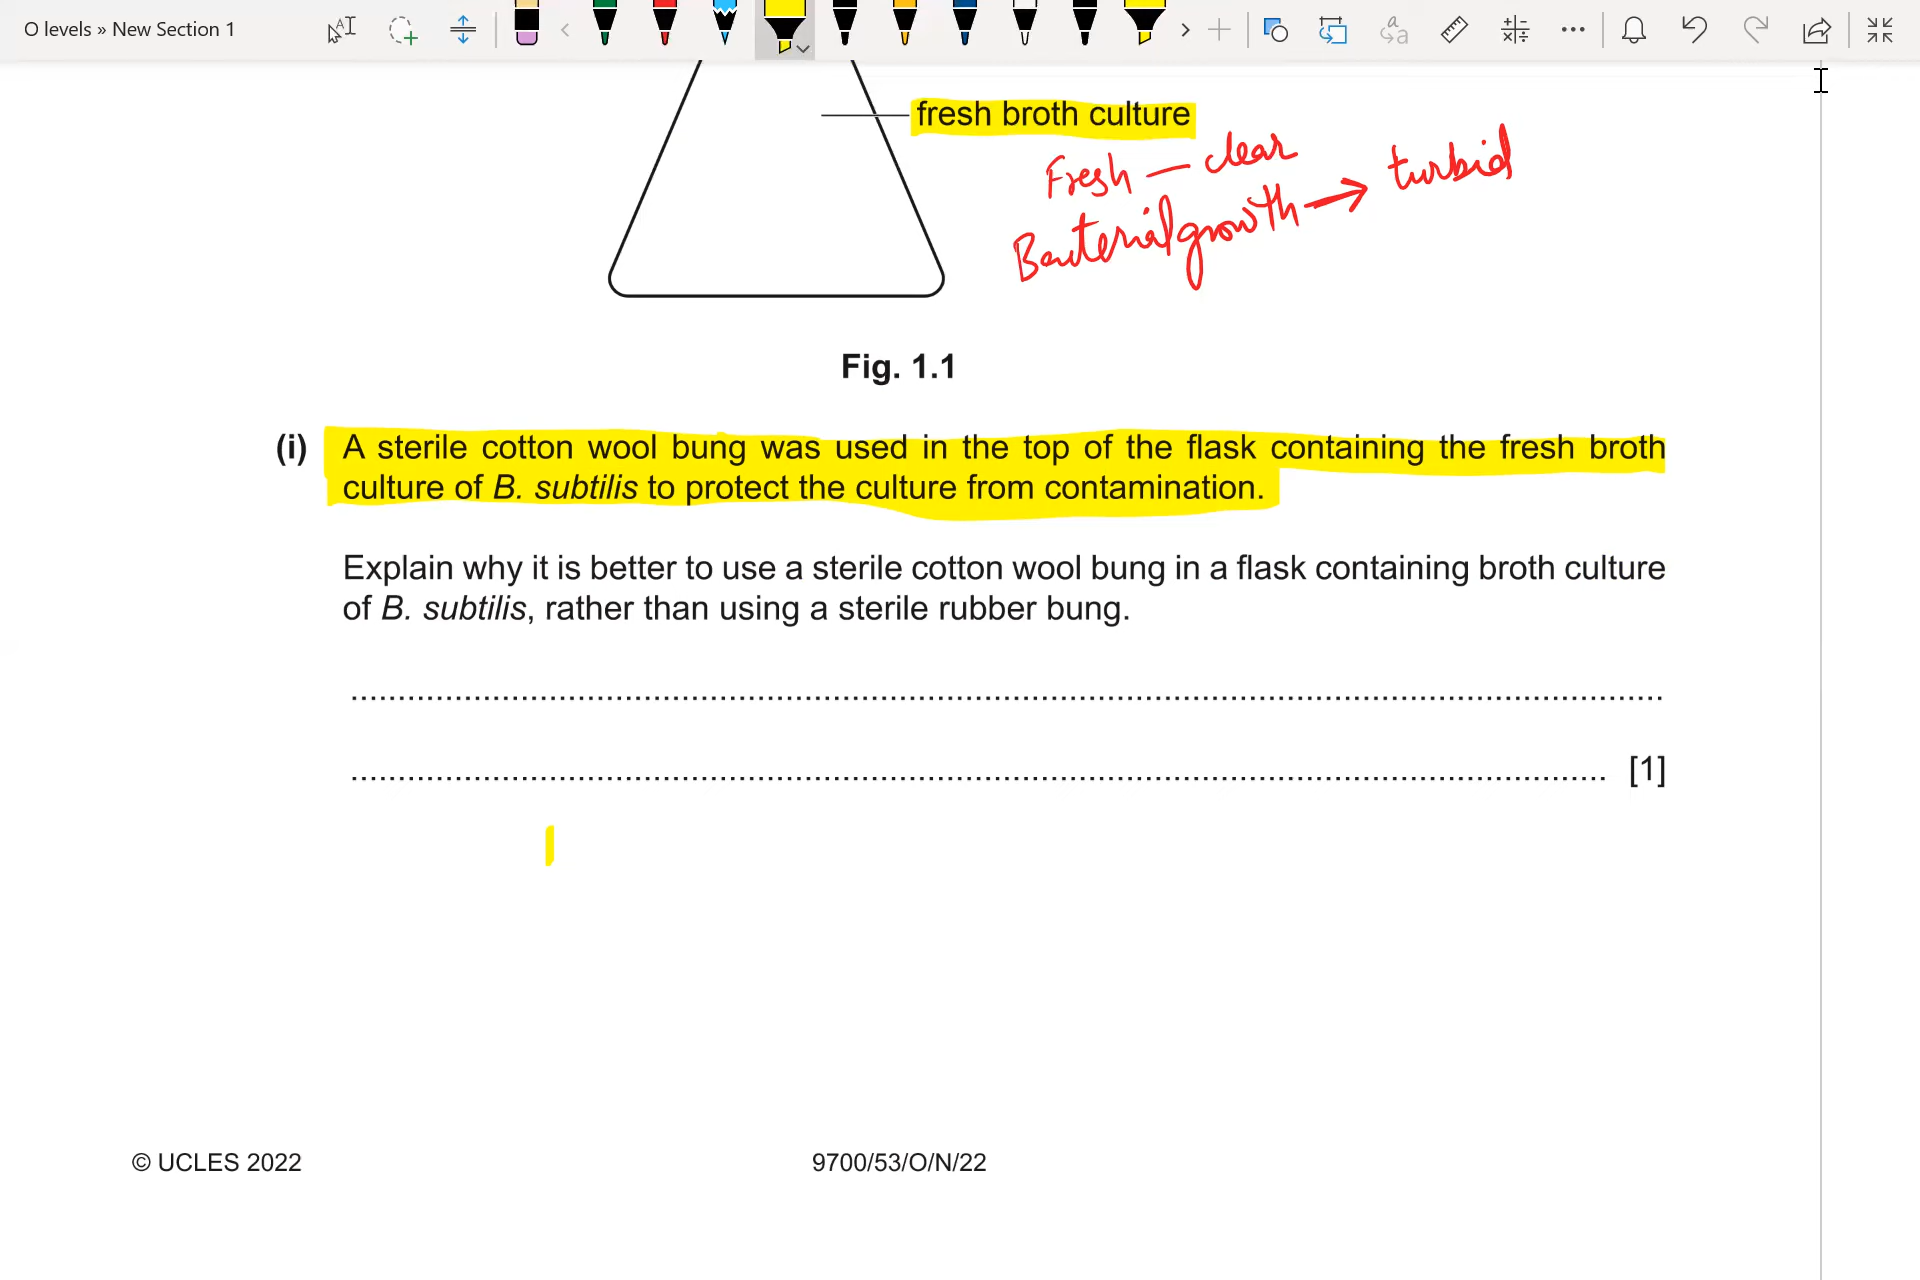 O levels » New Section 1
fresh broth culture
Fresh — clear
Bacterial growth → turbid
Fig. 1.1
(i) A sterile cotton wool bung was used in the top of the flask containing the fresh broth
culture of B. subtilis to protect the culture from contamination.
Explain why it is better to use a sterile cotton wool bung in a flask containing broth culture
of B. subtilis, rather than using a sterile rubber bung.
..........................................................................................................................................
.................................................................................................................................... [1]
© UCLES 2022
9700/53/O/N/22